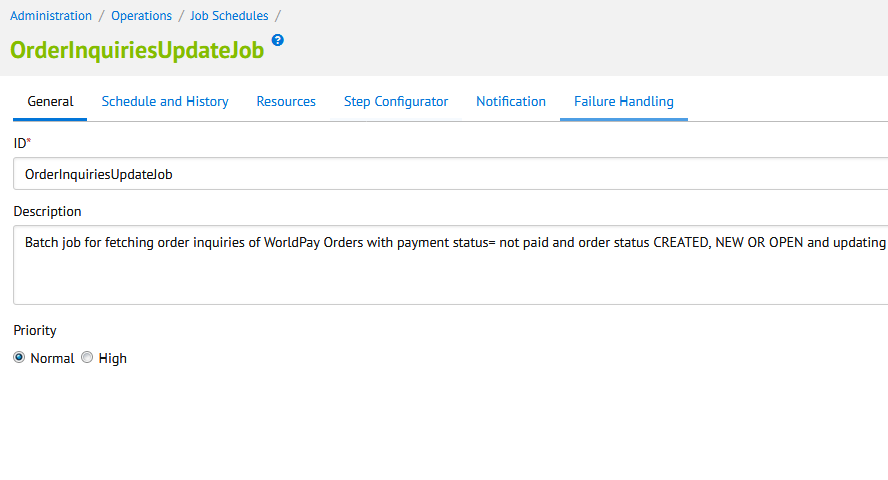 Administration / Operations / Job Schedules /
OrderInquiriesUpdateJob ?
General Schedule and History Resources Step Configurator Notification Failure Handling
ID*
OrderInquiriesUpdateJob
Description
Batch job for fetching order inquiries of WorldPay Orders with payment status= not paid and order status CREATED, NEW OR OPEN and updating
Priority
Normal High